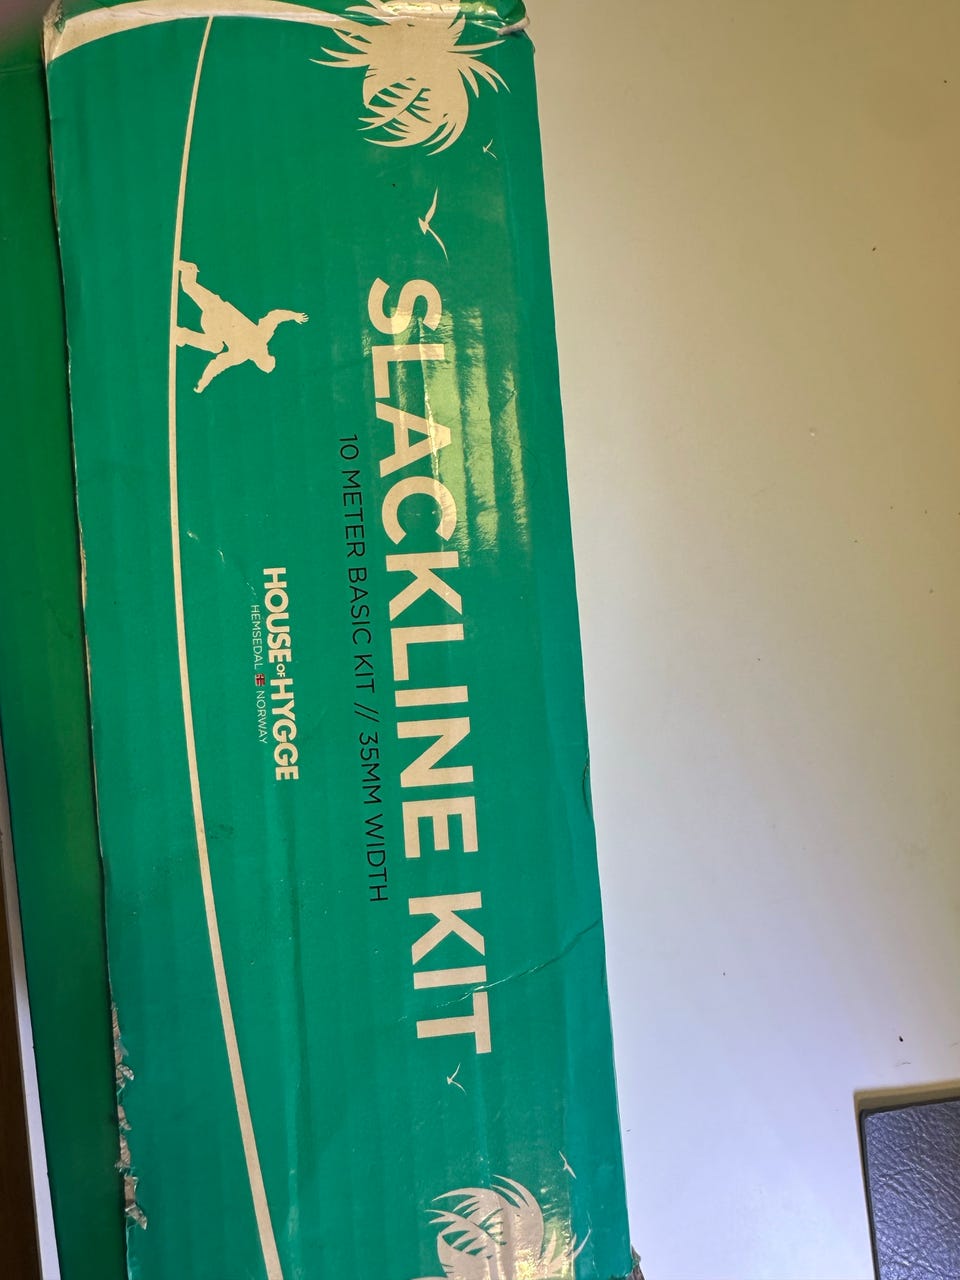 SLACKLINE KIT
10 METER BASIC KIT // 35MM WIDTH
HOUSE OF HYGGE
HEMSEDAL NORWAY